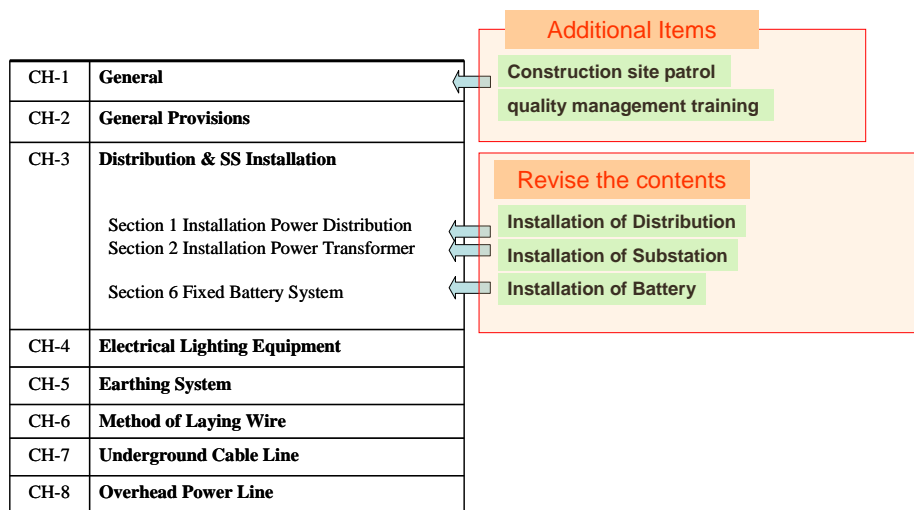 CH-1 General
CH-2 General Provisions
CH-3 Distribution & SS Installation
Section 1 Installation Power Distribution
Section 2 Installation Power Transformer
Section 6 Fixed Battery System
CH-4 Electrical Lighting Equipment
CH-5 Earthing System
CH-6 Method of Laying Wire
CH-7 Underground Cable Line
CH-8 Overhead Power Line
Additional Items
Construction site patrol
quality management training
Revise the contents
Installation of Distribution
Installation of Substation
Installation of Battery